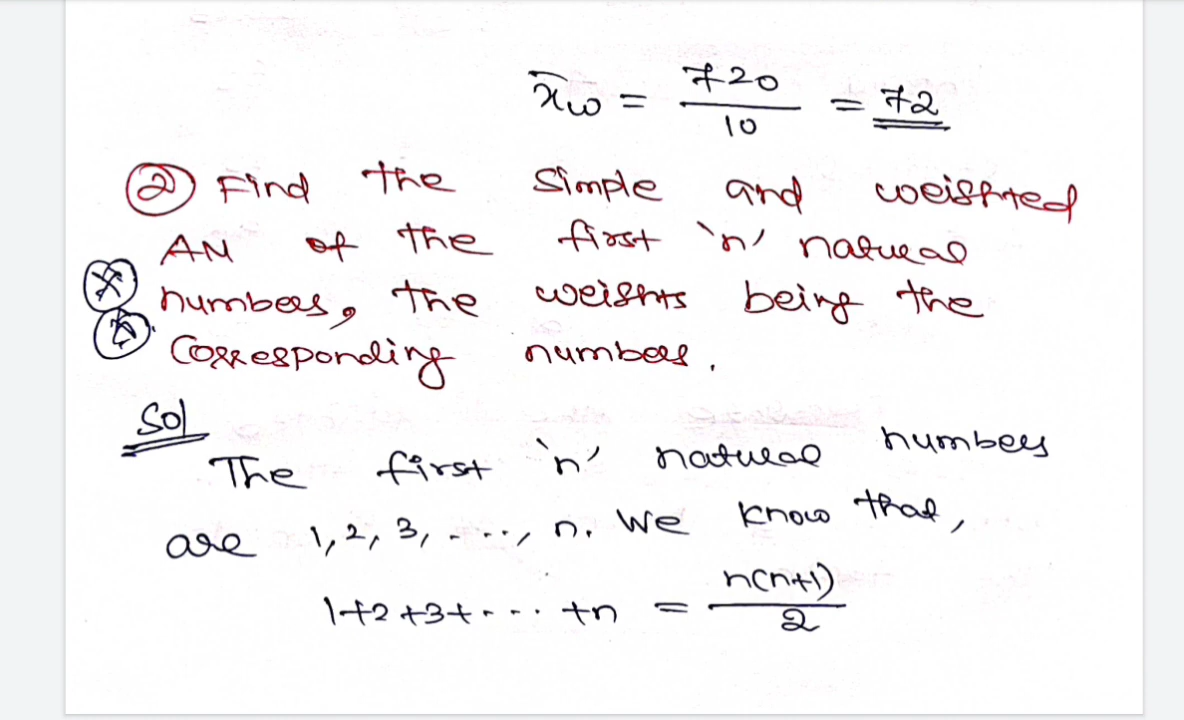 x̄w = 720/10 = 72
② Find the simple and weighted
AM of the first 'n' natural
numbers, the weights being the
Corresponding numbers.
Sol
The first 'n' natural numbers
are 1, 2, 3, ...., n. We know that,
1+2+3+....+n = n(n+1)/2